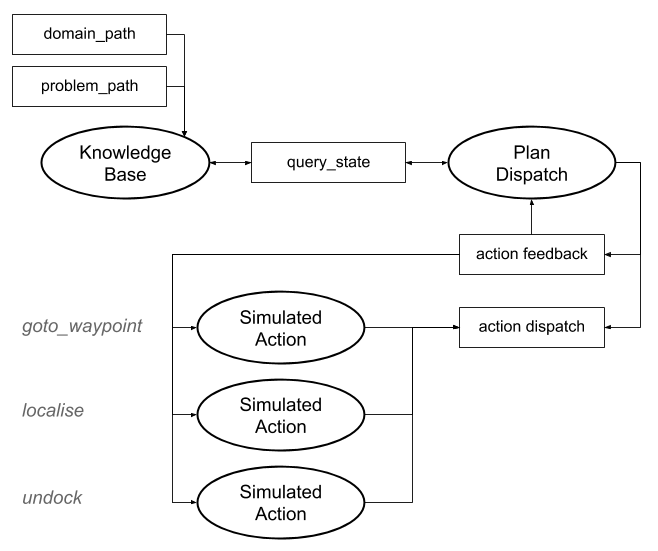 domain_path
problem_path
Knowledge
Base
query_state
Plan
Dispatch
action feedback
goto_waypoint
Simulated
Action
action dispatch
localise
Simulated
Action
undock
Simulated
Action